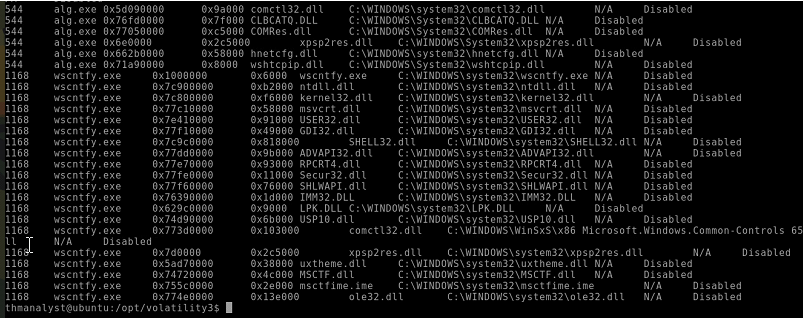 544 alg.exe 0x5d090000 0x9a000 comctl32.dll C:\WINDOWS\system32\comctl32.dll N/A Disabled
544 alg.exe 0x76fd0000 0x7f000 CLBCATQ.DLL C:\WINDOWS\system32\CLBCATQ.DLL N/A Disabled
544 alg.exe 0x77050000 0xc5000 COMRes.dll C:\WINDOWS\system32\COMRes.dll N/A Disabled
544 alg.exe 0x6e0000 0x2c5000 xpsp2res.dll C:\WINDOWS\System32\xpsp2res.dll N/A Disabled
544 alg.exe 0x662b0000 0x58000 hnetcfg.dll C:\WINDOWS\system32\hnetcfg.dll N/A Disabled
544 alg.exe 0x71a90000 0x8000 wshtcpip.dll C:\WINDOWS\System32\wshtcpip.dll N/A Disabled
1168 wscntfy.exe 0x1000000 0x6000 wscntfy.exe C:\WINDOWS\system32\wscntfy.exe N/A Disabled
1168 wscntfy.exe 0x7c900000 0xb2000 ntdll.dll C:\WINDOWS\system32\ntdll.dll N/A Disabled
1168 wscntfy.exe 0x7c800000 0xf6000 kernel32.dll C:\WINDOWS\system32\kernel32.dll N/A Disabled
1168 wscntfy.exe 0x77c10000 0x58000 msvcrt.dll C:\WINDOWS\system32\msvcrt.dll N/A Disabled
1168 wscntfy.exe 0x7e410000 0x91000 USER32.dll C:\WINDOWS\system32\USER32.dll N/A Disabled
1168 wscntfy.exe 0x77f10000 0x49000 GDI32.dll C:\WINDOWS\system32\GDI32.dll N/A Disabled
1168 wscntfy.exe 0x7c9c0000 0x818000 SHELL32.dll C:\WINDOWS\system32\SHELL32.dll N/A Disabled
1168 wscntfy.exe 0x77dd0000 0x9b000 ADVAPI32.dll C:\WINDOWS\system32\ADVAPI32.dll N/A Disabled
1168 wscntfy.exe 0x77e70000 0x93000 RPCRT4.dll C:\WINDOWS\system32\RPCRT4.dll N/A Disabled
1168 wscntfy.exe 0x77fe0000 0x11000 Secur32.dll C:\WINDOWS\system32\Secur32.dll N/A Disabled
1168 wscntfy.exe 0x77f60000 0x76000 SHLWAPI.dll C:\WINDOWS\system32\SHLWAPI.dll N/A Disabled
1168 wscntfy.exe 0x76390000 0x1d000 IMM32.DLL C:\WINDOWS\system32\IMM32.DLL N/A Disabled
1168 wscntfy.exe 0x629c0000 0x9000 LPK.DLL C:\WINDOWS\system32\LPK.DLL N/A Disabled
1168 wscntfy.exe 0x74d90000 0x6b000 USP10.dll C:\WINDOWS\system32\USP10.dll N/A Disabled
1168 wscntfy.exe 0x773d0000 0x103000 comctl32.dll C:\WINDOWS\WinSxS\x86_Microsoft.Windows.Common-Controls_65
ll N/A Disabled
1168 wscntfy.exe 0x7d0000 0x2c5000 xpsp2res.dll C:\WINDOWS\system32\xpsp2res.dll N/A Disabled
1168 wscntfy.exe 0x5ad70000 0x38000 uxtheme.dll C:\WINDOWS\system32\uxtheme.dll N/A Disabled
1168 wscntfy.exe 0x74720000 0x4c000 MSCTF.dll C:\WINDOWS\system32\MSCTF.dll N/A Disabled
1168 wscntfy.exe 0x755c0000 0x2e000 msctfime.ime C:\WINDOWS\system32\msctfime.ime N/A Disabled
1168 wscntfy.exe 0x774e0000 0x13e000 ole32.dll C:\WINDOWS\system32\ole32.dll N/A Disabled
thmanalyst@ubuntu:/opt/volatility3$